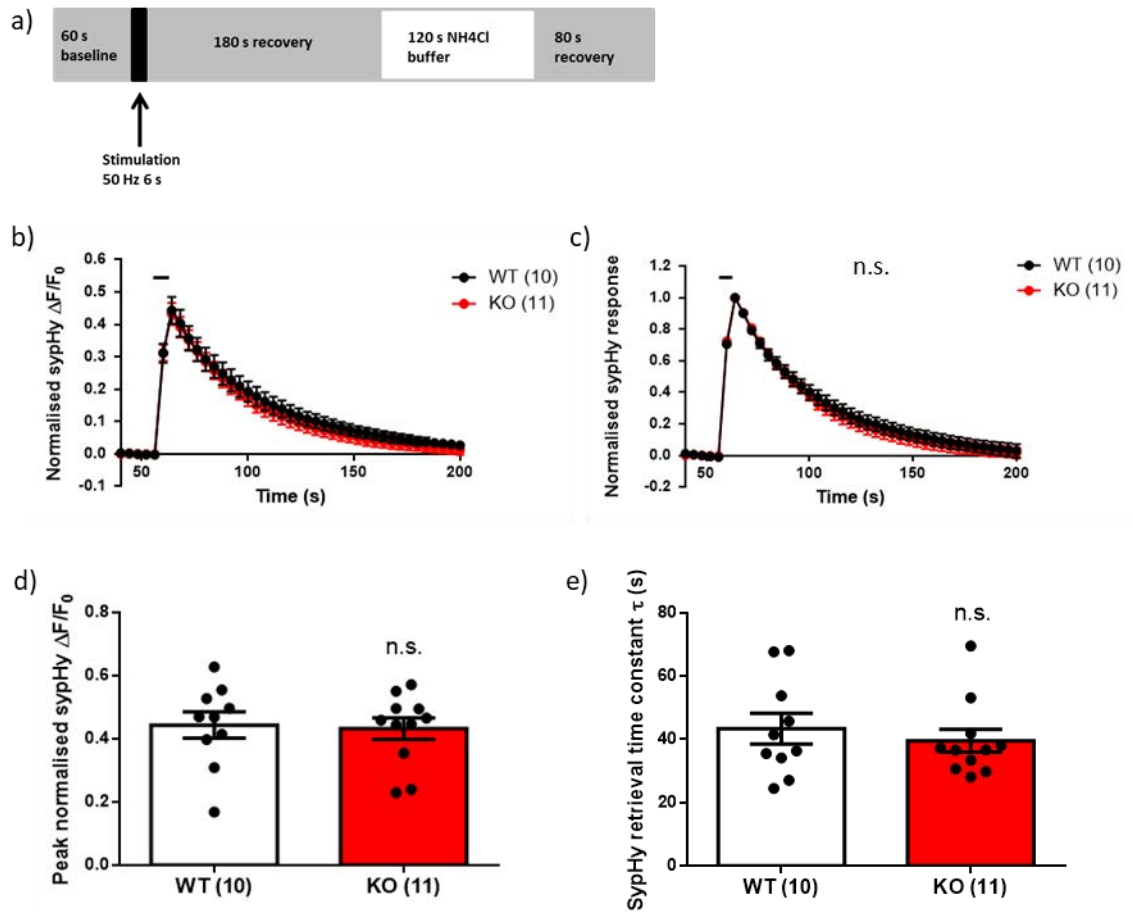 a)
60 s
baseline
180 s recovery
120 s NH4Cl
buffer
80 s
recovery
Stimulation
50 Hz 6 s
b)
Normalised sypHy ΔF/F0
0.6
0.5
0.4
0.3
0.2
0.1
0.0
-0.1
50
100
150
200
Time (s)
WT (10)
KO (11)
c)
Normalised sypHy response
1.2
1.0
0.8
0.6
0.4
0.2
0.0
-0.2
50
100
150
200
Time (s)
n.s.
WT (10)
KO (11)
d)
Peak normalised sypHy ΔF/F0
0.8
0.6
0.4
0.2
0.0
n.s.
WT (10)
KO (11)
e)
SypHy retrieval time constant τ (s)
80
60
40
20
0
n.s.
WT (10)
KO (11)